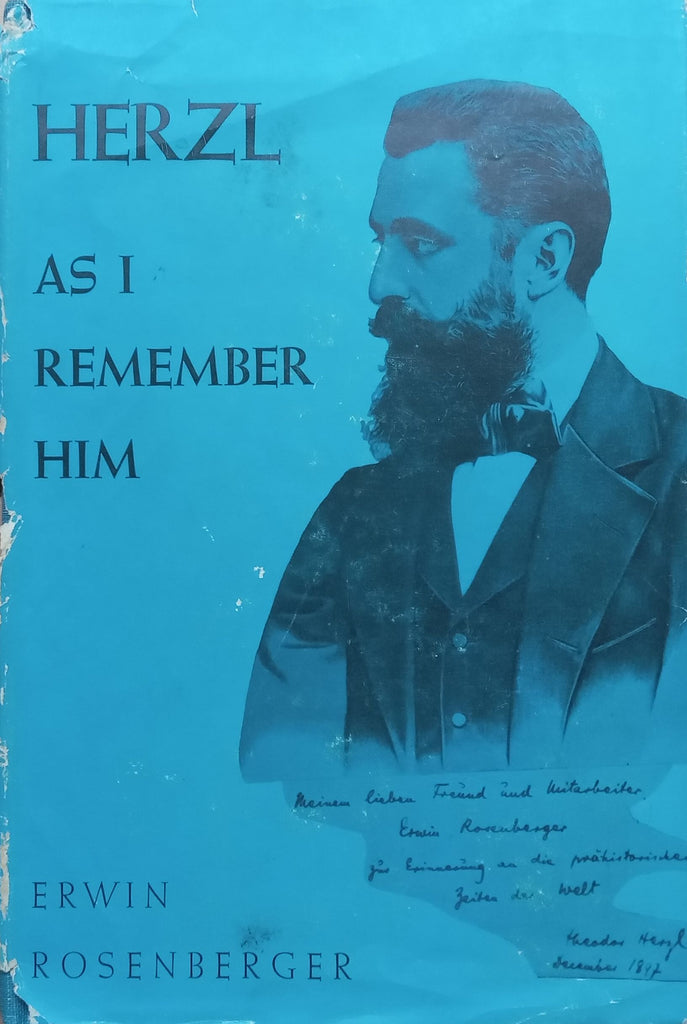 HERZL
AS I
REMEMBER
HIM
Meinem lieben Freund und Mitarbeiter
Erwin Rosenberger
zur Erinnerung an die prähistorischen
Zeiten der Welt
Theodor Herzl
December 1897
ERWIN
ROSENBERGER